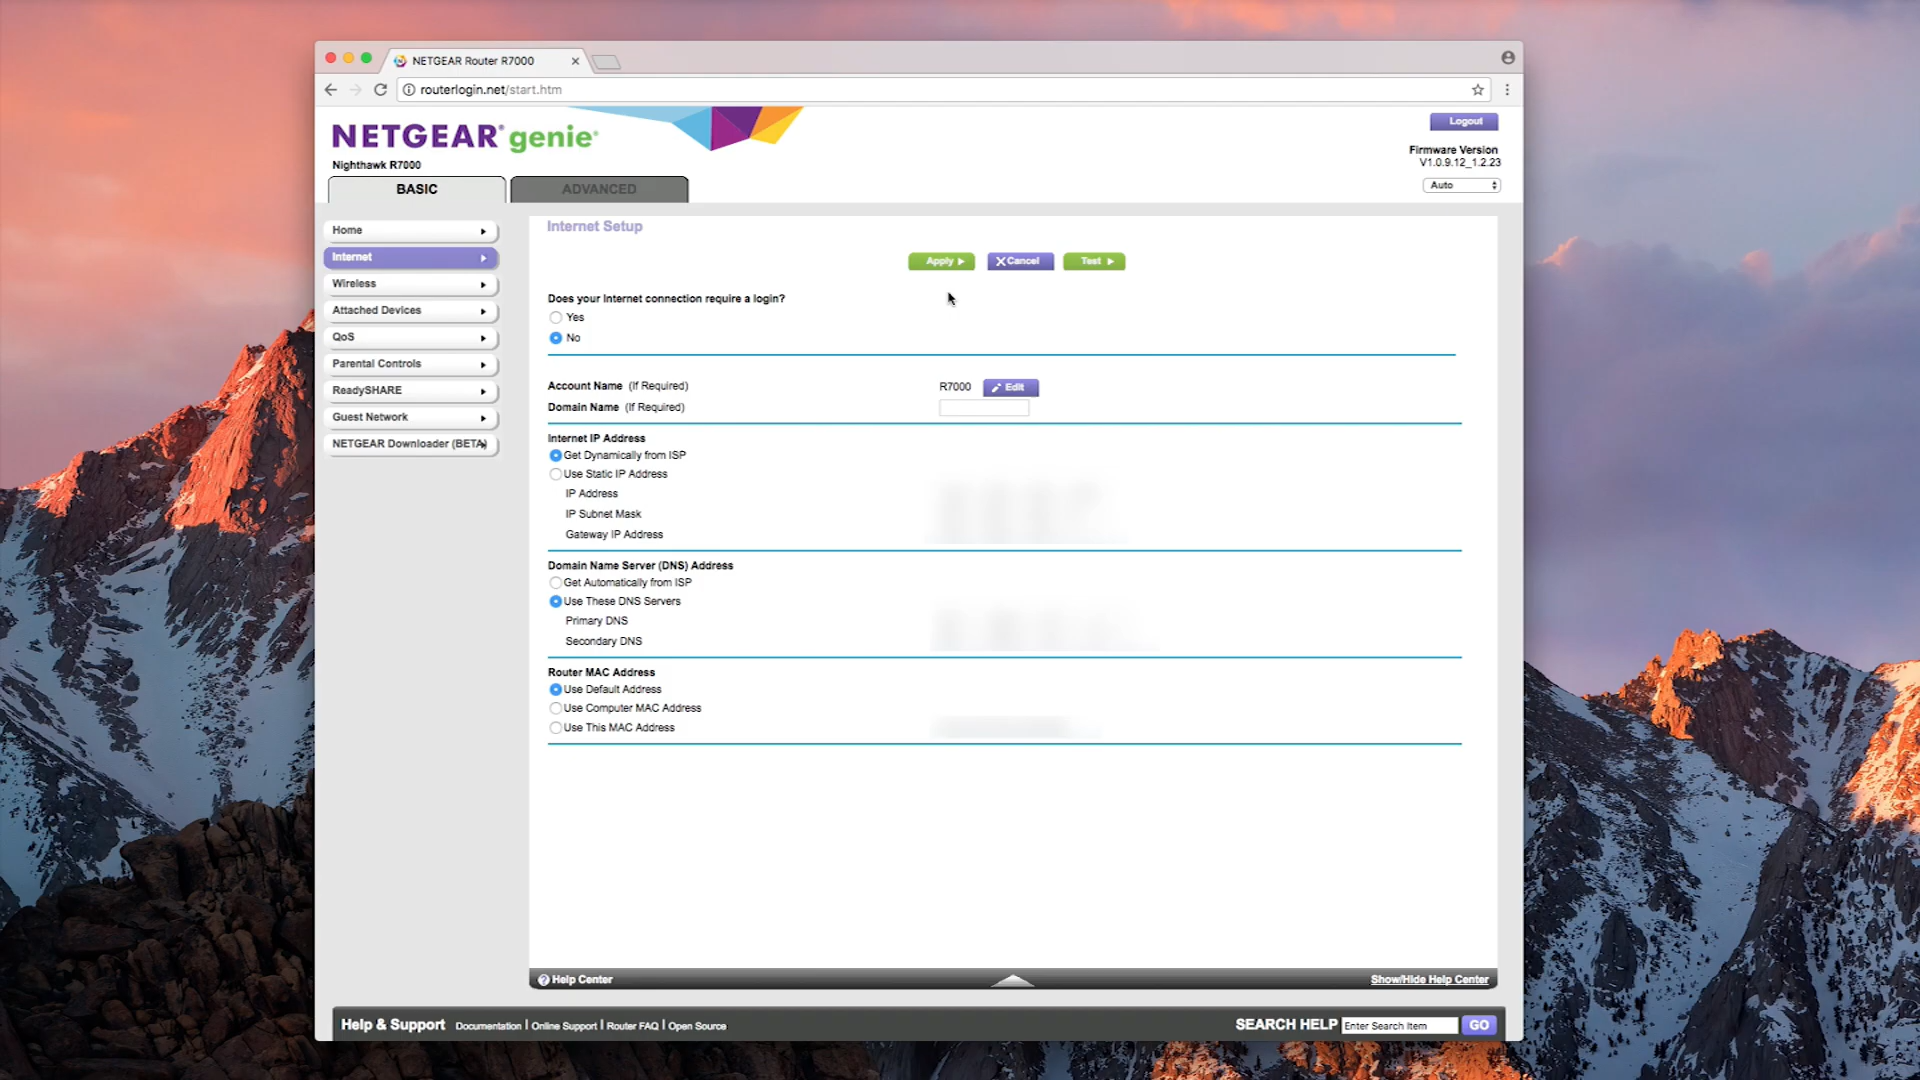 NETGEAR Router R7000
routerlogin.net/start.htm
NETGEAR® genie®
Logout
Nighthawk R7000
Firmware Version
V1.0.9.12_1.2.23
Auto
BASIC
ADVANCED
Home
Internet
Wireless
Attached Devices
QoS
Parental Controls
ReadySHARE
Guest Network
NETGEAR Downloader (BETA)
Internet Setup
Apply
Cancel
Test
Does your Internet connection require a login?
Yes
No
Account Name (If Required) R7000 Edit
Domain Name (If Required)
Internet IP Address
Get Dynamically from ISP
Use Static IP Address
IP Address
IP Subnet Mask
Gateway IP Address
Domain Name Server (DNS) Address
Get Automatically from ISP
Use These DNS Servers
Primary DNS
Secondary DNS
Router MAC Address
Use Default Address
Use Computer MAC Address
Use This MAC Address
Help Center
Show/Hide Help Center
Help & Support Documentation | Online Support | Router FAQ | Open Source
SEARCH HELP Enter Search Item GO